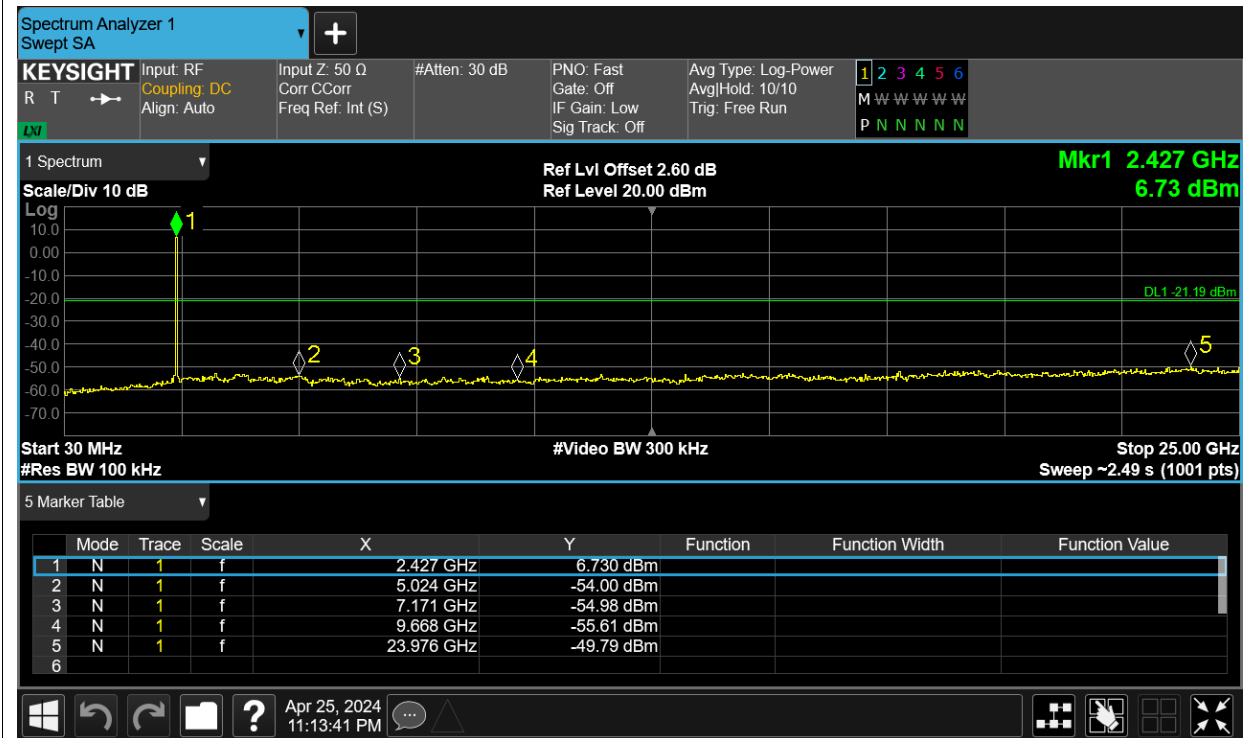 Spectrum Analyzer 1
Swept SA
KEYSIGHT
R T
LXI
Input: RF
Coupling: DC
Align: Auto
Input Z: 50 Ω
Corr CCorr
Freq Ref: Int (S)
#Atten: 30 dB
PNO: Fast
Gate: Off
IF Gain: Low
Sig Track: Off
Avg Type: Log-Power
Avg|Hold: 10/10
Trig: Free Run
1 2 3 4 5 6
M W W W W W
P N N N N N
1 Spectrum
Scale/Div 10 dB
Ref Lvl Offset 2.60 dB
Ref Level 20.00 dBm
Mkr1 2.427 GHz
6.73 dBm
Log
10.0
0.00
-10.0
-20.0
-30.0
-40.0
-50.0
-60.0
-70.0
1
2
3
4
5
DL1 -21.19 dBm
Start 30 MHz
#Res BW 100 kHz
#Video BW 300 kHz
Stop 25.00 GHz
Sweep ~2.49 s (1001 pts)
5 Marker Table
Mode Trace Scale X Y Function Function Width Function Value
1 N 1 f 2.427 GHz 6.730 dBm
2 N 1 f 5.024 GHz -54.00 dBm
3 N 1 f 7.171 GHz -54.98 dBm
4 N 1 f 9.668 GHz -55.61 dBm
5 N 1 f 23.976 GHz -49.79 dBm
6
?
Apr 25, 2024
11:13:41 PM